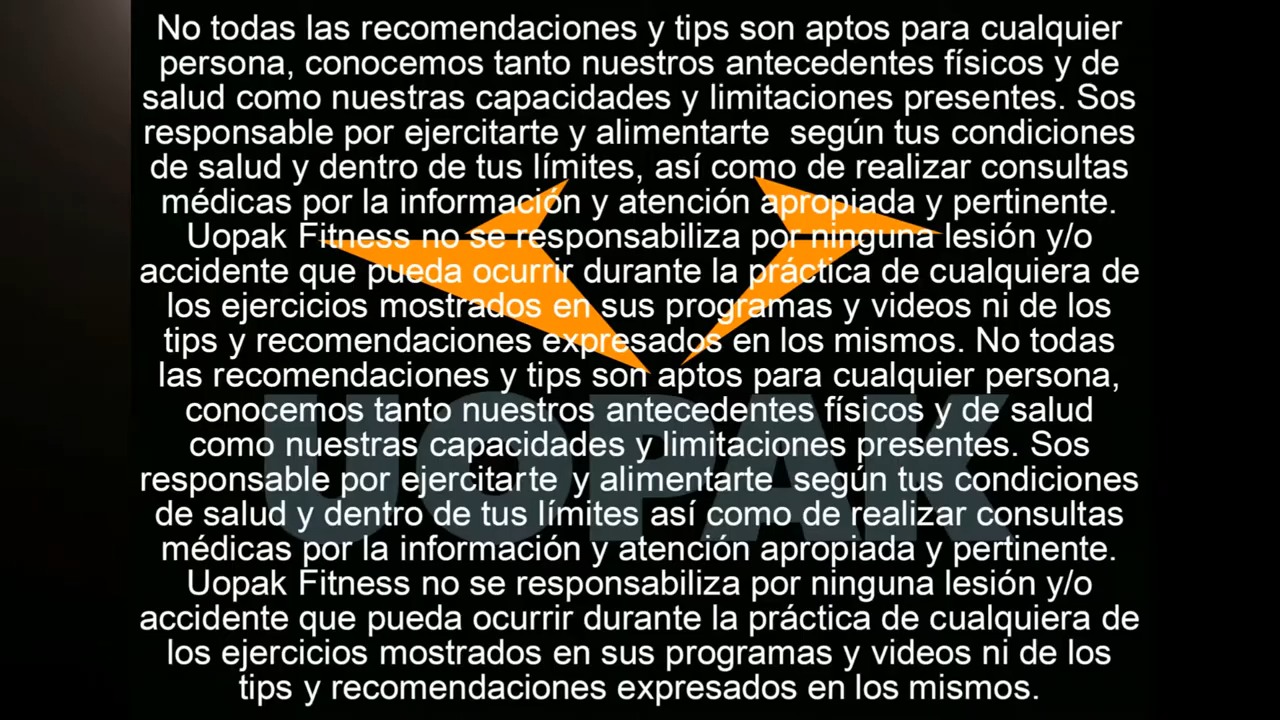 No todas las recomendaciones y tips son aptos para cualquier
persona, conocemos tanto nuestros antecedentes físicos y de
salud como nuestras capacidades y limitaciones presentes. Sos
responsable por ejercitarte y alimentarte  según tus condiciones
de salud y dentro de tus límites, así como de realizar consultas
médicas por la información y atención apropiada y pertinente.
Uopak Fitness no se responsabiliza por ninguna lesión y/o
accidente que pueda ocurrir durante la práctica de cualquiera de
los ejercicios mostrados en sus programas y videos ni de los
tips y recomendaciones expresados en los mismos. No todas
las recomendaciones y tips son aptos para cualquier persona,
conocemos tanto nuestros antecedentes físicos y de salud
como nuestras capacidades y limitaciones presentes. Sos
responsable por ejercitarte y alimentarte  según tus condiciones
de salud y dentro de tus límites así como de realizar consultas
médicas por la información y atención apropiada y pertinente.
Uopak Fitness no se responsabiliza por ninguna lesión y/o
accidente que pueda ocurrir durante la práctica de cualquiera de
los ejercicios mostrados en sus programas y videos ni de los
tips y recomendaciones expresados en los mismos.
UOPAK